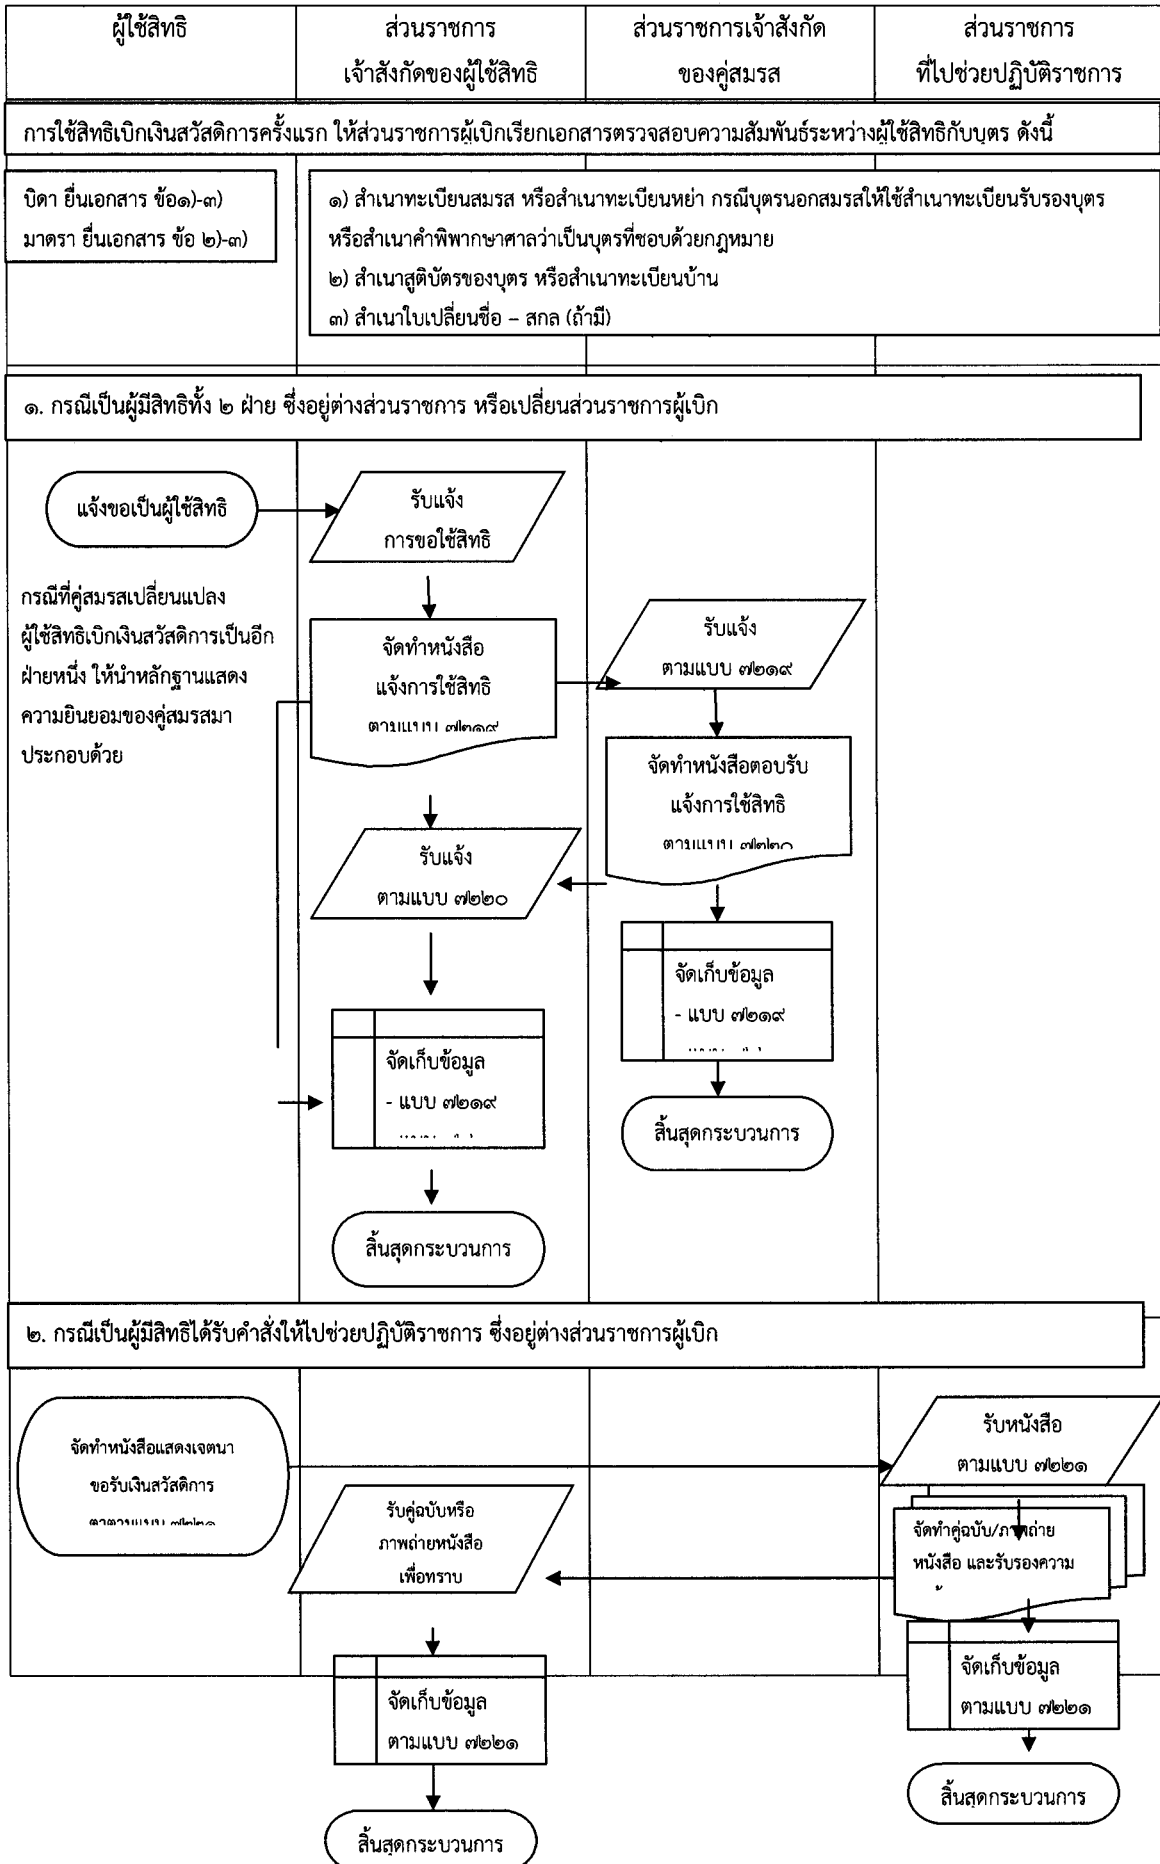 ผู้ใช้สิทธิ
ส่วนราชการ
เจ้าสังกัดของผู้ใช้สิทธิ
ส่วนราชการเจ้าสังกัด
ของคู่สมรส
ส่วนราชการ
ที่ไปช่วยปฏิบัติราชการ
การใช้สิทธิเบิกเงินสวัสดิการครั้งแรก ให้ส่วนราชการผู้เบิกเรียกเอกสารตรวจสอบความสัมพันธ์ระหว่างผู้ใช้สิทธิกับบุตร ดังนี้
บิดา ยื่นเอกสาร ข้อ๑)-๓)
มาดรา ยื่นเอกสาร ข้อ ๒)-๓)
๑) สำเนาทะเบียนสมรส หรือสำเนาทะเบียนหย่า กรณีบุตรนอกสมรสให้ใช้สำเนาทะเบียนรับรองบุตร
หรือสำเนาคำพิพากษาศาลว่าเป็นบุตรที่ชอบด้วยกฎหมาย
๒) สำเนาสูติบัตรของบุตร หรือสำเนาทะเบียนบ้าน
๓) สำเนาใบเปลี่ยนชื่อ – สกล (ถ้ามี)
๑. กรณีเป็นผู้มีสิทธิทั้ง ๒ ฝ่าย ซึ่งอยู่ต่างส่วนราชการ หรือเปลี่ยนส่วนราชการผู้เบิก
แจ้งขอเป็นผู้ใช้สิทธิ
รับแจ้ง
การขอใช้สิทธิ
กรณีที่คู่สมรสเปลี่ยนแปลง
ผู้ใช้สิทธิเบิกเงินสวัสดิการเป็นอีก
ฝ่ายหนึ่ง ให้นำหลักฐานแสดง
ความยินยอมของคู่สมรสมา
ประกอบด้วย
จัดทำหนังสือ
แจ้งการใช้สิทธิ
ตามแบบ ๗๒๑๙
รับแจ้ง
ตามแบบ ๗๒๑๙
จัดทำหนังสือตอบรับ
แจ้งการใช้สิทธิ
ตามแบบ ๗๒๒๐
รับแจ้ง
ตามแบบ ๗๒๒๐
จัดเก็บข้อมูล
- แบบ ๗๒๑๙
สิ้นสุดกระบวนการ
จัดเก็บข้อมูล
- แบบ ๗๒๑๙
สิ้นสุดกระบวนการ
๒. กรณีเป็นผู้มีสิทธิได้รับคำสั่งให้ไปช่วยปฏิบัติราชการ ซึ่งอยู่ต่างส่วนราชการผู้เบิก
จัดทำหนังสือแสดงเจตนา
ขอรับเงินสวัสดิการ
ตาตามแบบ ๗๒๒๑
รับหนังสือ
ตามแบบ ๗๒๒๑
จัดทำคู่ฉบับ/ภาพถ่าย
หนังสือ และรับรองความ
รับคู่ฉบับหรือ
ภาพถ่ายหนังสือ
เพื่อทราบ
จัดเก็บข้อมูล
ตามแบบ ๗๒๒๑
สิ้นสุดกระบวนการ
จัดเก็บข้อมูล
ตามแบบ ๗๒๒๑
สิ้นสุดกระบวนการ